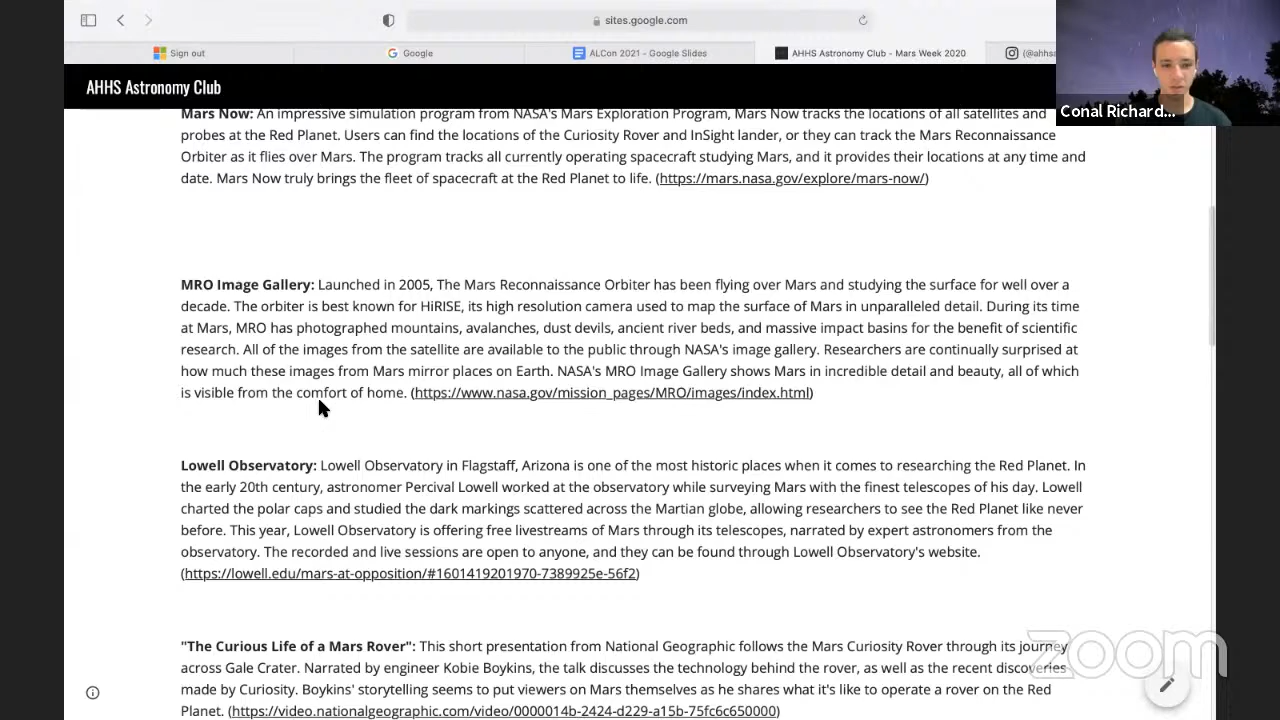 sites.google.com
Sign out
Google
ALCon 2021 - Google Slides
AHHS Astronomy Club - Mars Week 2020
(@ahhsa
AHHS Astronomy Club
Conal Richard...
Mars Now: An impressive simulation program from NASA's Mars Exploration Program, Mars Now tracks the locations of all satellites and
probes at the Red Planet. Users can find the locations of the Curiosity Rover and InSight lander, or they can track the Mars Reconnaissance
Orbiter as it flies over Mars. The program tracks all currently operating spacecraft studying Mars, and it provides their locations at any time and
date. Mars Now truly brings the fleet of spacecraft at the Red Planet to life. (https://mars.nasa.gov/explore/mars-now/)
MRO Image Gallery: Launched in 2005, The Mars Reconnaissance Orbiter has been flying over Mars and studying the surface for well over a
decade. The orbiter is best known for HiRISE, its high resolution camera used to map the surface of Mars in unparalleled detail. During its time
at Mars, MRO has photographed mountains, avalanches, dust devils, ancient river beds, and massive impact basins for the benefit of scientific
research. All of the images from the satellite are available to the public through NASA's image gallery. Researchers are continually surprised at
how much these images from Mars mirror places on Earth. NASA's MRO Image Gallery shows Mars in incredible detail and beauty, all of which
is visible from the comfort of home. (https://www.nasa.gov/mission_pages/MRO/images/index.html)
Lowell Observatory: Lowell Observatory in Flagstaff, Arizona is one of the most historic places when it comes to researching the Red Planet. In
the early 20th century, astronomer Percival Lowell worked at the observatory while surveying Mars with the finest telescopes of his day. Lowell
charted the polar caps and studied the dark markings scattered across the Martian globe, allowing researchers to see the Red Planet like never
before. This year, Lowell Observatory is offering free livestreams of Mars through its telescopes, narrated by expert astronomers from the
observatory. The recorded and live sessions are open to anyone, and they can be found through Lowell Observatory's website.
(https://lowell.edu/mars-at-opposition/#1601419201970-7389925e-56f2)
"The Curious Life of a Mars Rover": This short presentation from National Geographic follows the Mars Curiosity Rover through its journey
across Gale Crater. Narrated by engineer Kobie Boykins, the talk discusses the technology behind the rover, as well as the recent discoveries
made by Curiosity. Boykins' storytelling seems to put viewers on Mars themselves as he shares what it's like to operate a rover on the Red
Planet. (https://video.nationalgeographic.com/video/0000014b-2424-d229-a15b-75fc6c650000)
zoom